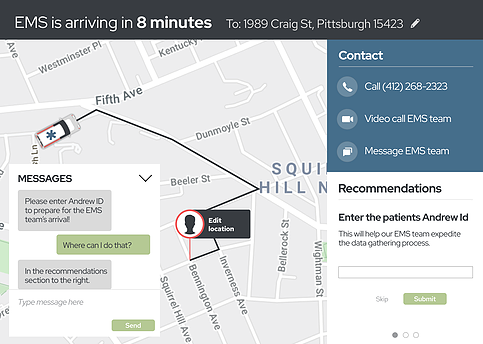 EMS is arriving in 8 minutes To: 1989 Craig St, Pittsburgh 15423
Westminster Pl
Kentucky
Fifth Ave
Dunmoyle St
Beeler St
SQUI
HILL N
Contact
Call (412) 268-2323
Video call EMS team
Message EMS team
MESSAGES
Please enter Andrew ID
to prepare for the EMS
team's arrival!
Where can I do that?
In the recommendations
section to the right.
Type message here
Send
Edit
location
Squirrel Hill Ave
Bennington Ave
Inverness Ave
Bellerock St
Wightman St
Recommendations
Enter the patients Andrew Id
This will help our EMS team expedite
the data gathering process.
Skip
Submit